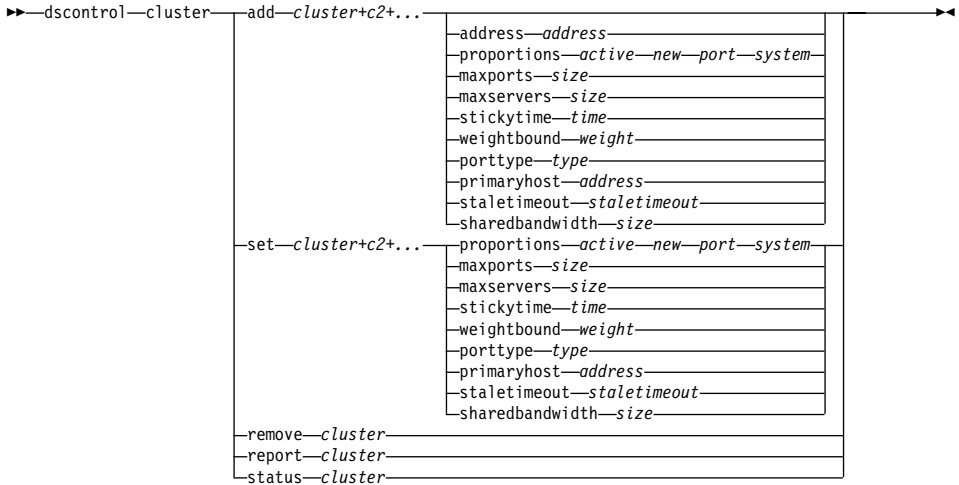 dscontrol cluster add cluster+c2+...
address address
proportions active new port system
maxports size
maxservers size
stickytime time
weightbound weight
porttype type
primaryhost address
staletimeout staletimeout
sharedbandwidth size
set cluster+c2+... proportions active new port system
maxports size
maxservers size
stickytime time
weightbound weight
porttype type
primaryhost address
staletimeout staletimeout
sharedbandwidth size
remove cluster
report cluster
status cluster